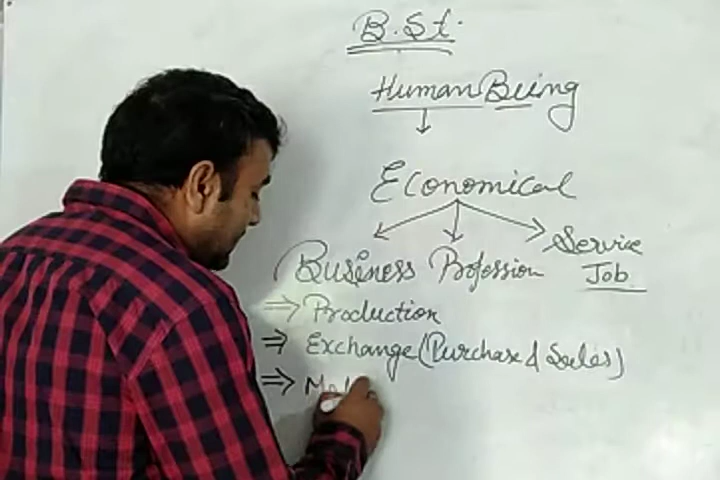 B.St.
Human Being
Economical
Business Profession Service
Job
⇒ Production
⇒ Exchange (Purchase & Sales)
⇒